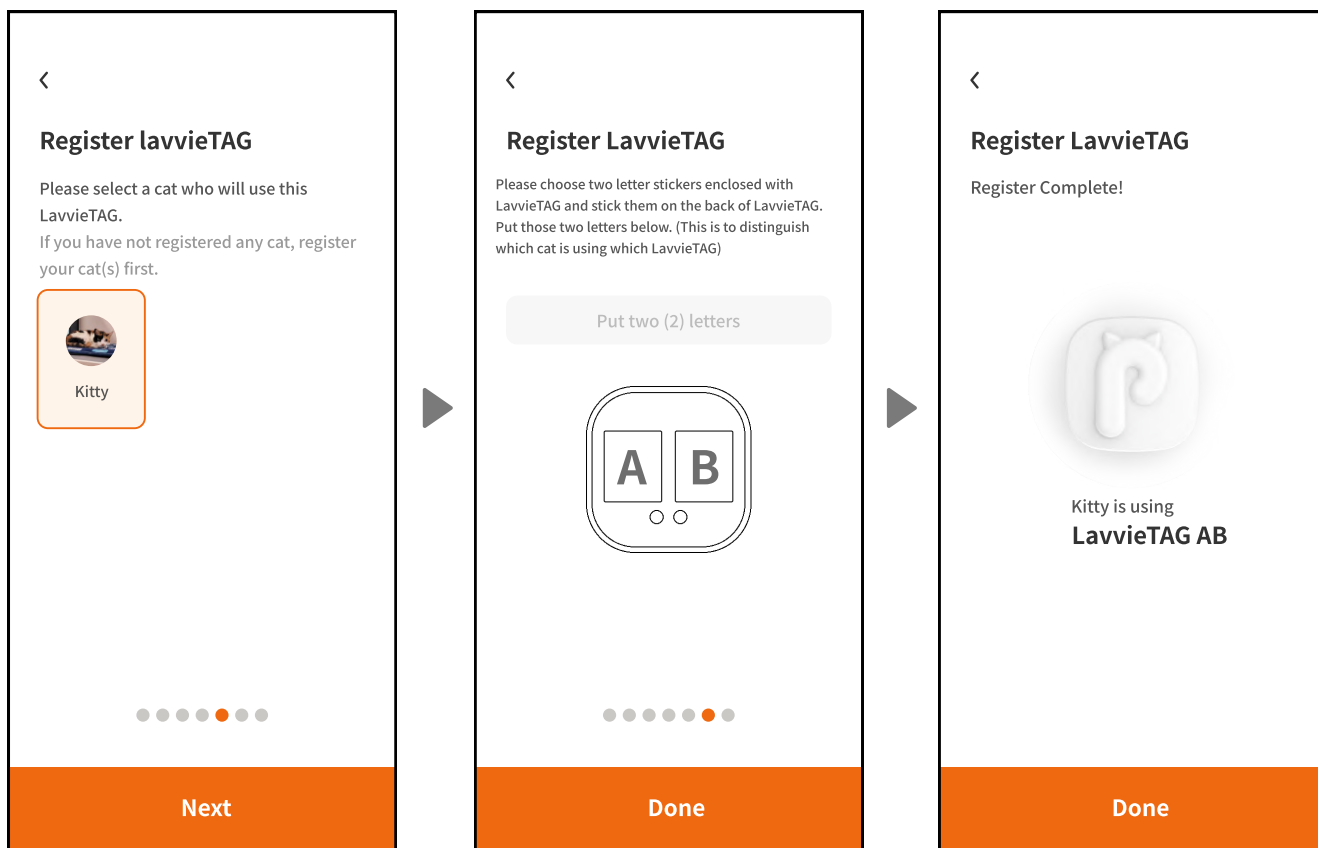 Register lavvieTAG
Please select a cat who will use this
LavvieTAG.
If you have not registered any cat, register
your cat(s) first.
Kitty
Next
Register LavvieTAG
Please choose two letter stickers enclosed with
LavvieTAG and stick them on the back of LavvieTAG.
Put those two letters below. (This is to distinguish
which cat is using which LavvieTAG)
Put two (2) letters
A B
Done
Register LavvieTAG
Register Complete!
Kitty is using
LavvieTAG AB
Done